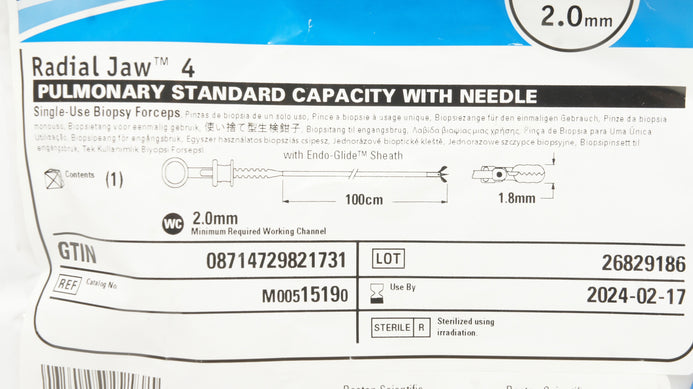 2.0mm
Radial Jaw™ 4
PULMONARY STANDARD CAPACITY WITH NEEDLE
Single-Use Biopsy Forceps, Pinzas de biopsia de un solo uso, Pince à biopsie à usage unique, Biopsiezange für den einmaligen Gebrauch, Pinze da biopsia
monouso, Biopsietang voor eenmalig gebruik, 使い捨て型生検鉗子, Biopsitang til engangsbrug, Λαβίδα βιοψίας μιας χρήσης, Pinça de Biopsia para Uma Única
Utilização, Biopsipeang för engångsbruk, Egyszer használatos biopsziás csipesz, Jednorázové bioptické kleště, Jednorazowe szczypce biopsyjne, Biopsipinsett til
engangsbruk, Tek Kullanımlık Biyopsi Forsepsi.
with Endo-Glide™ Sheath
Contents (1)
100cm
1.8mm
WC 2.0mm
Minimum Required Working Channel
GTIN 08714729821731
LOT 26829186
REF Catalog No. M00515190
Use By 2024-02-17
STERILE R Sterilized using
irradiation.